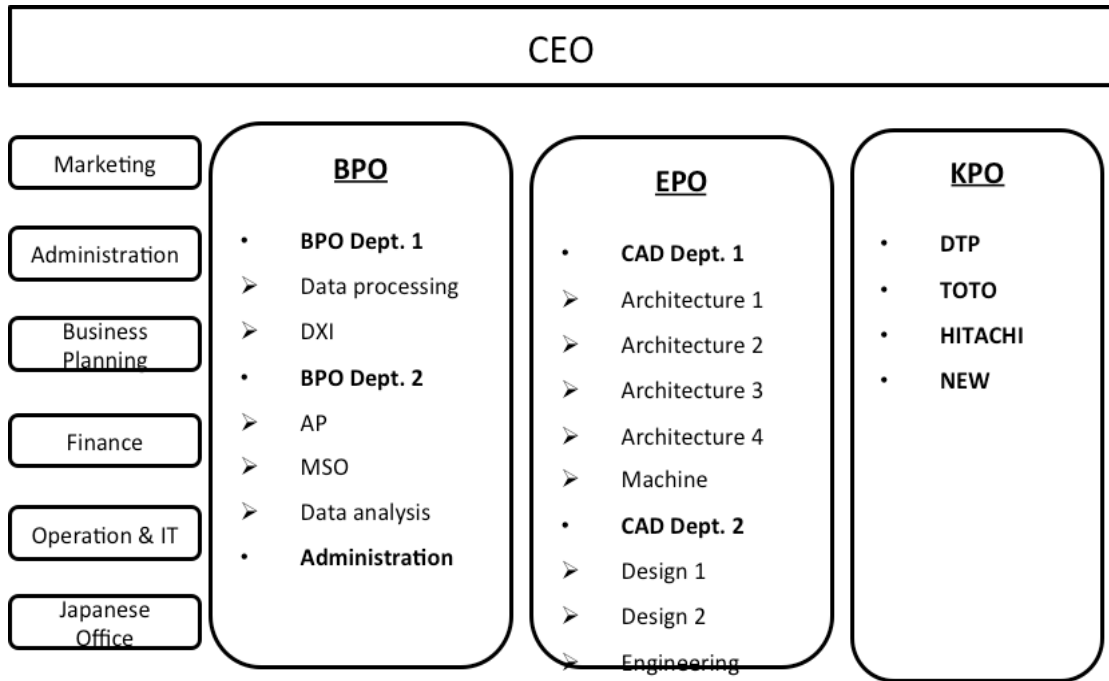 CEO
Marketing
Administration
Business
Planning
Finance
Operation & IT
Japanese
Office
BPO
• BPO Dept. 1
➢ Data processing
➢ DXI
• BPO Dept. 2
➢ AP
➢ MSO
➢ Data analysis
• Administration
EPO
• CAD Dept. 1
➢ Architecture 1
➢ Architecture 2
➢ Architecture 3
➢ Architecture 4
➢ Machine
• CAD Dept. 2
➢ Design 1
➢ Design 2
➢ Engineering
KPO
• DTP
• TOTO
• HITACHI
• NEW